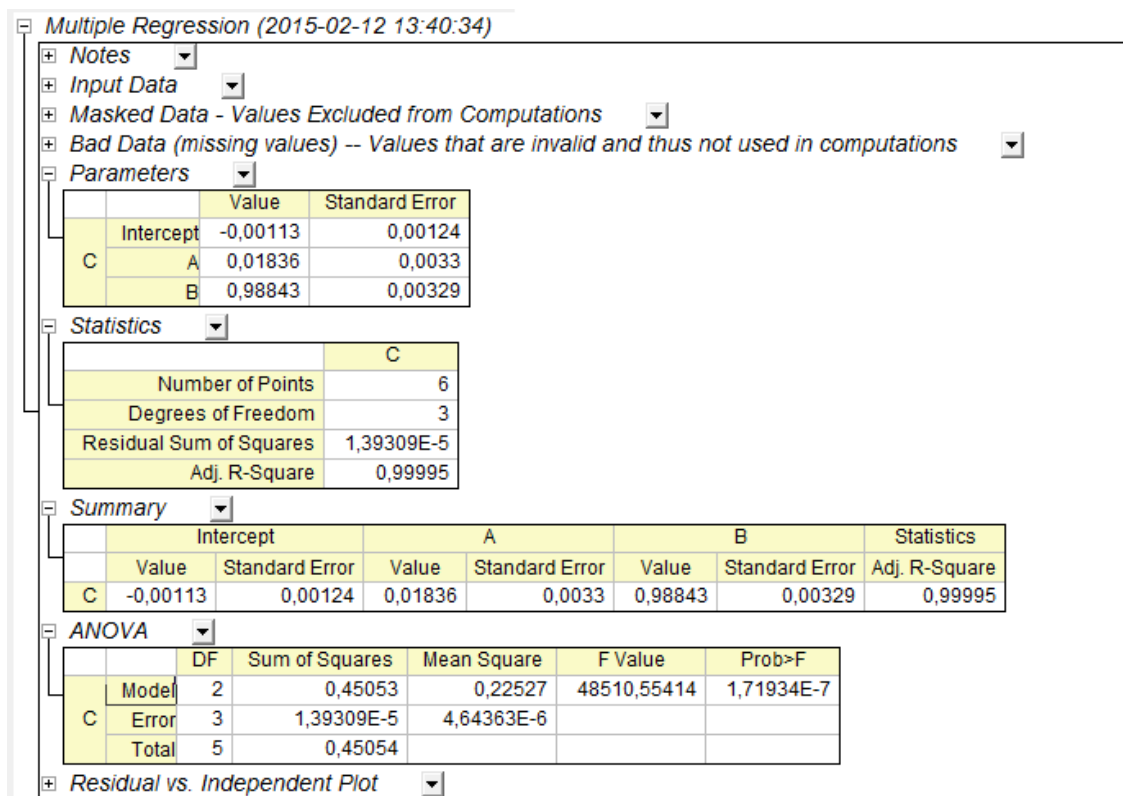 Multiple Regression (2015-02-12 13:40:34)
Notes
Input Data
Masked Data - Values Excluded from Computations
Bad Data (missing values) -- Values that are invalid and thus not used in computations
Parameters
Value Standard Error
Intercept -0,00113 0,00124
C A 0,01836 0,0033
B 0,98843 0,00329
Statistics
C
Number of Points 6
Degrees of Freedom 3
Residual Sum of Squares 1,39309E-5
Adj. R-Square 0,99995
Summary
Intercept A B Statistics
Value Standard Error Value Standard Error Value Standard Error Adj. R-Square
C -0,00113 0,00124 0,01836 0,0033 0,98843 0,00329 0,99995
ANOVA
DF Sum of Squares Mean Square F Value Prob>F
Model 2 0,45053 0,22527 48510,55414 1,71934E-7
C Error 3 1,39309E-5 4,64363E-6
Total 5 0,45054
Residual vs. Independent Plot